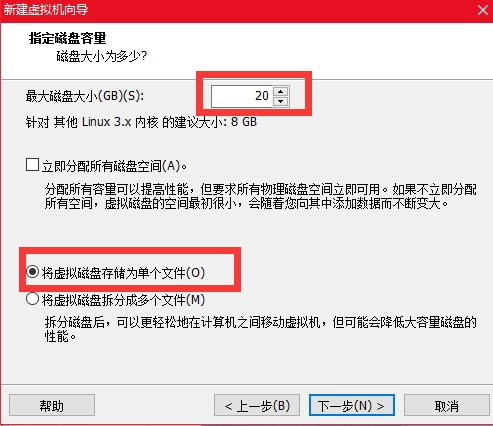 新建虚拟机向导
指定磁盘容量
磁盘大小为多少?
最大磁盘大小(GB)(S):
20
针对 其他 Linux 3.x 内核 的建议大小: 8 GB
立即分配所有磁盘空间(A)。
分配所有容量可以提高性能，但要求所有物理磁盘空间立即可用。如果不立即分配
所有空间，虚拟磁盘的空间最初很小，会随着您向其中添加数据而不断变大。
将虚拟磁盘存储为单个文件(O)
将虚拟磁盘拆分成多个文件(M)
拆分磁盘后，可以更轻松地在计算机之间移动虚拟机，但可能会降低大容量磁盘的
性能。
帮助
< 上一步(B)
下一步(N) >
取消